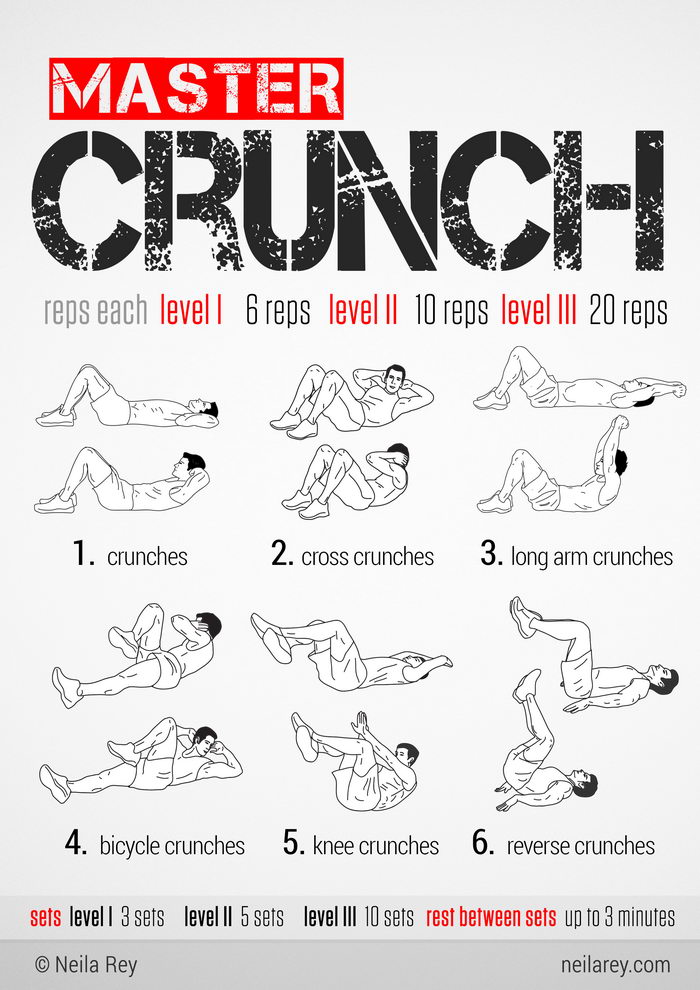 MASTER
CRUNCH
reps each level I 6 reps level II 10 reps level III 20 reps
1. crunches
2. cross crunches
3. long arm crunches
4. bicycle crunches
5. knee crunches
6. reverse crunches
sets level I 3 sets level II 5 sets level III 10 sets rest between sets up to 3 minutes
© Neila Rey
neilarey.com